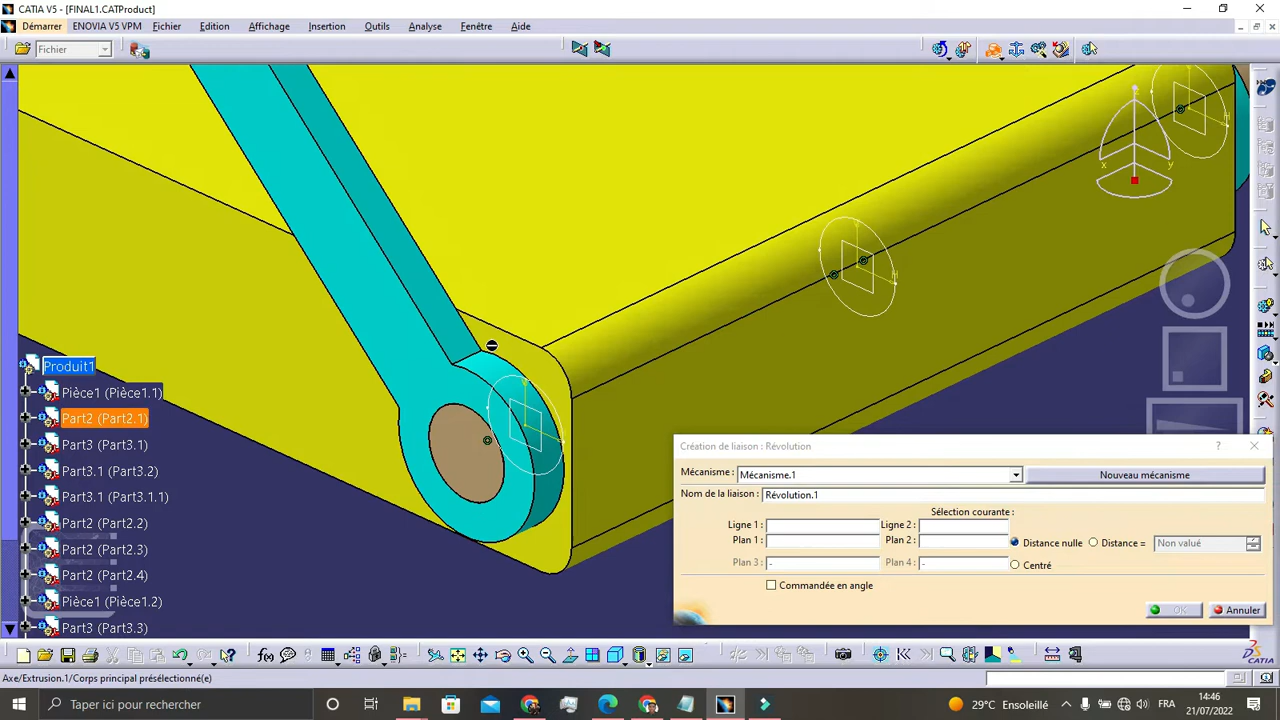 CATIA V5 - [FINAL1.CATProduct]
Démarrer ENOVIA V5 VPM Fichier Edition Affichage Insertion Outils Analyse Fenêtre Aide
Fichier
z
x y
H
H
Produit1
Pièce1 (Pièce1.1)
Part2 (Part2.1)
Part3 (Part3.1)
Part3.1 (Part3.2)
Part3.1 (Part3.1.1)
Part2 (Part2.2)
Part2 (Part2.3)
Part2 (Part2.4)
Pièce1 (Pièce1.2)
Part3 (Part3.3)
Création de liaison : Révolution
Mécanisme : Mécanisme.1 Nouveau mécanisme
Nom de la liaison : Révolution.1
Sélection courante :
Ligne 1 : Ligne 2 :
Plan 1 : Plan 2 : Distance nulle Distance = Non valué
Plan 3 : - Plan 4 : - Centré
Commandée en angle
OK Annuler
f(x)
CATIA
Axe/Extrusion.1/Corps principal présélectionné(e)
Taper ici pour rechercher
29°C Ensoleillé FRA 14:46
21/07/2022